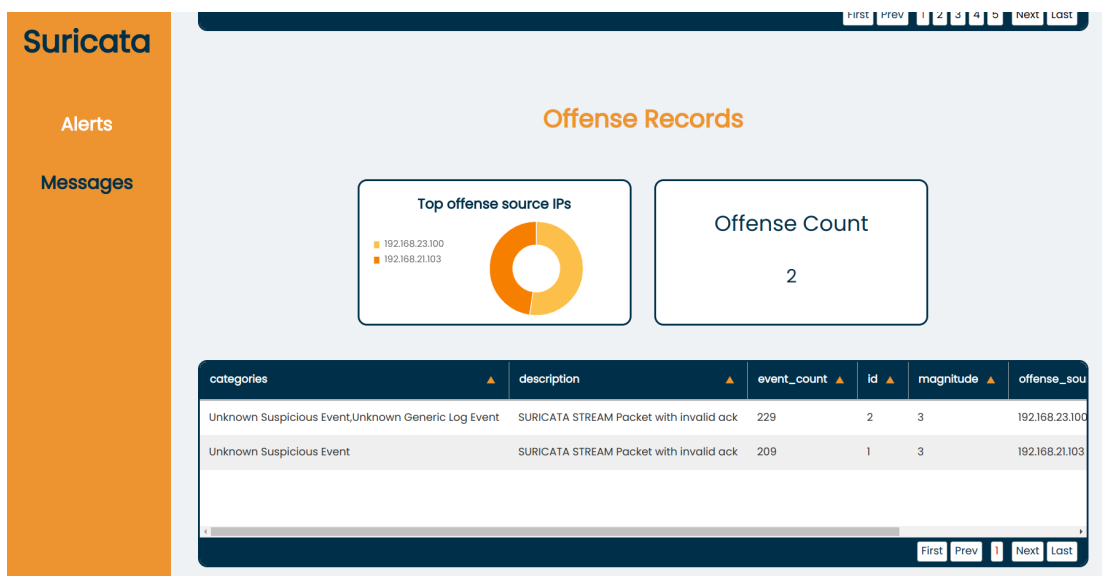 Suricata
Alerts
Messages
First Prev 1 2 3 4 5 Next Last
Offense Records
Top offense source IPs
192.168.23.100
192.168.21.103
Offense Count
2
categories description event_count id magnitude offense_sou
Unknown Suspicious Event,Unknown Generic Log Event SURICATA STREAM Packet with invalid ack 229 2 3 192.168.23.100
Unknown Suspicious Event SURICATA STREAM Packet with invalid ack 209 1 3 192.168.21.103
First Prev 1 Next Last